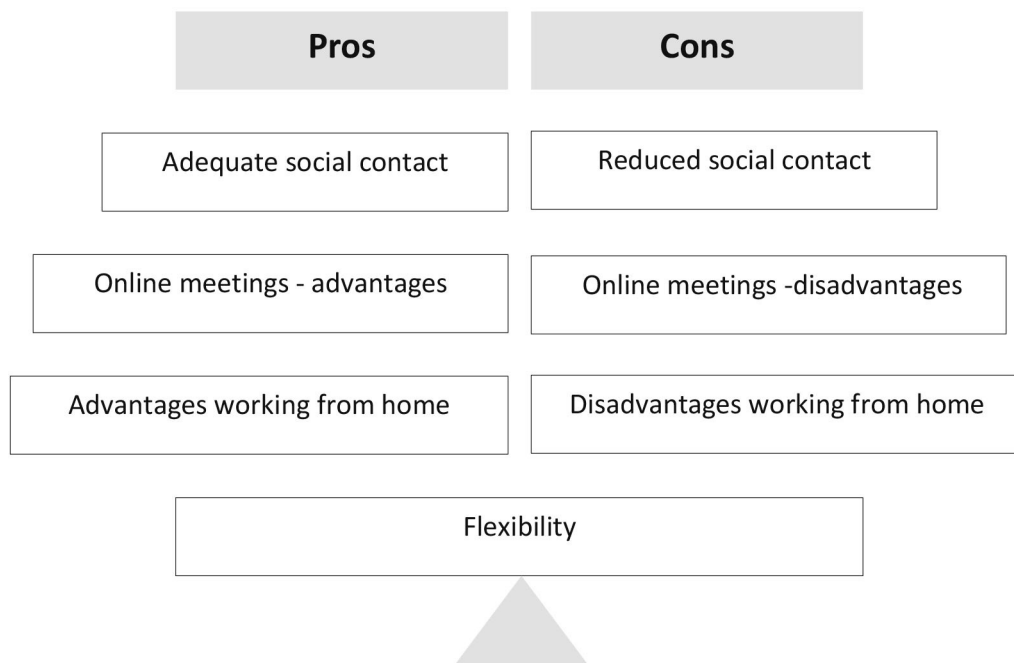 Pros
Cons
Adequate social contact
Reduced social contact
Online meetings - advantages
Online meetings -disadvantages
Advantages working from home
Disadvantages working from home
Flexibility